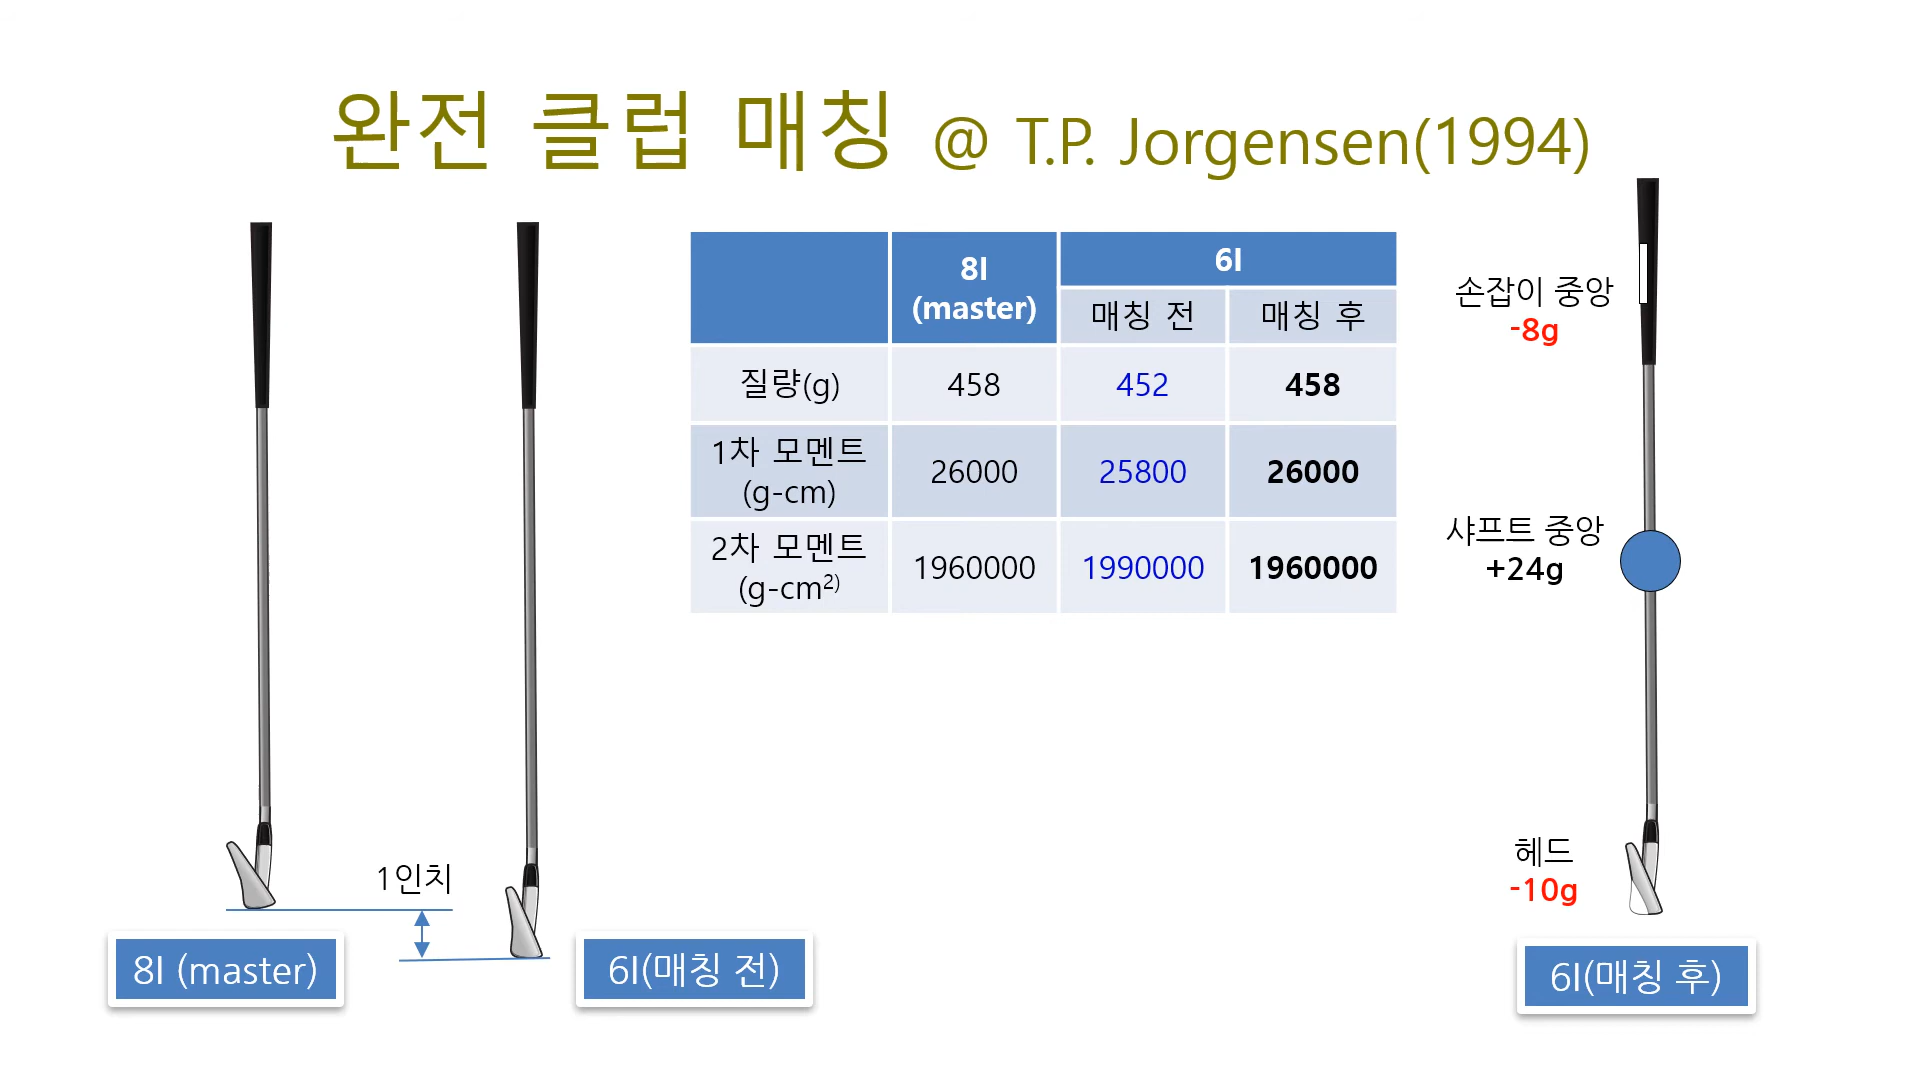 완전 클럽 매칭 @ T.P. Jorgensen(1994)
8I
(master)
6I
매칭 전
매칭 후
질량(g)
458
452
458
1차 모멘트
(g-cm)
26000
25800
26000
2차 모멘트
(g-cm²⁾
1960000
1990000
1960000
손잡이 중앙
-8g
샤프트 중앙
+24g
헤드
-10g
1인치
8I (master)
6I(매칭 전)
6I(매칭 후)